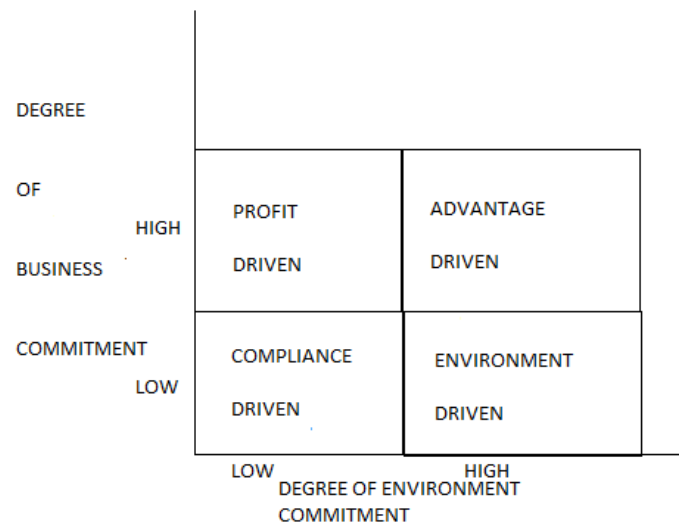 DEGREE
OF
HIGH
BUSINESS
COMMITMENT
LOW
PROFIT
DRIVEN
ADVANTAGE
DRIVEN
COMPLIANCE
DRIVEN
ENVIRONMENT
DRIVEN
LOW
HIGH
DEGREE OF ENVIRONMENT
COMMITMENT